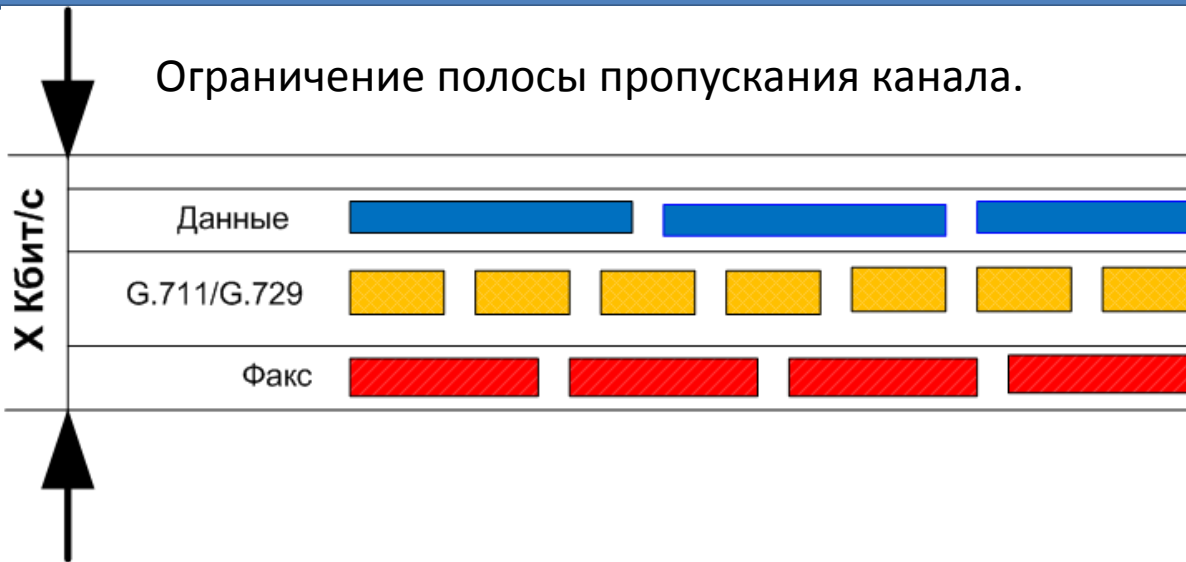 Ограничение полосы пропускания канала.
Х Кбит/с
Данные
G.711/G.729
Факс